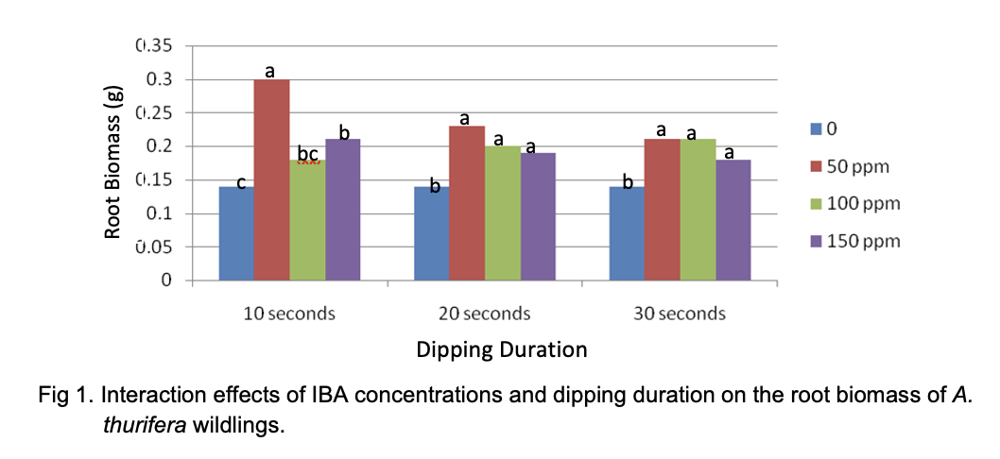 0.35
0.3
0.25
0.2
0.15
0.1
0.05
0
Root Biomass (g)
c
a
bc
b
b
a
a
a
b
a
a
a
0
50 ppm
100 ppm
150 ppm
10 seconds
20 seconds
30 seconds
Dipping Duration
Fig 1. Interaction effects of IBA concentrations and dipping duration on the root biomass of A.
thurifera wildlings.